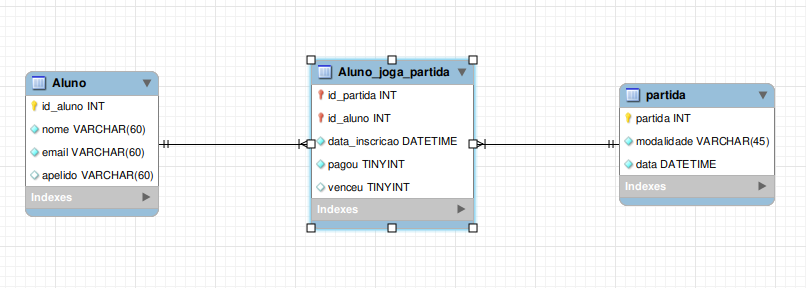 Aluno
id_aluno INT
nome VARCHAR(60)
email VARCHAR(60)
apelido VARCHAR(60)
Indexes
Aluno_joga_partida
id_partida INT
id_aluno INT
data_inscricao DATETIME
pagou TINYINT
venceu TINYINT
Indexes
partida
partida INT
modalidade VARCHAR(45)
data DATETIME
Indexes